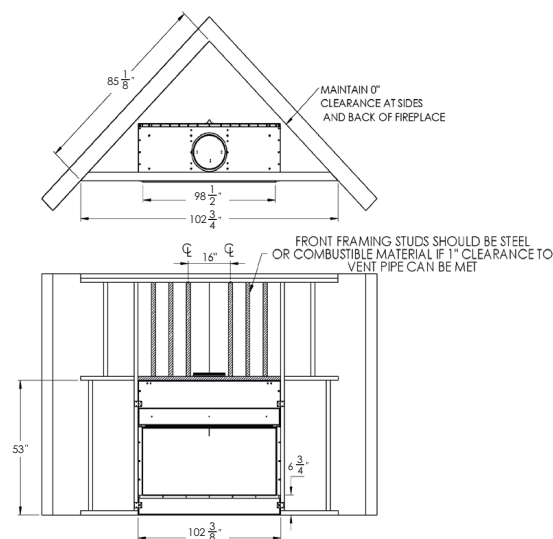 85 1/8"
MAINTAIN 0"
CLEARANCE AT SIDES
AND BACK OF FIREPLACE
98 1/2"
102 3/4"
FRONT FRAMING STUDS SHOULD BE STEEL
OR COMBUSTIBLE MATERIAL IF 1" CLEARANCE TO
VENT PIPE CAN BE MET
CL CL
16"
53"
6 3/4"
102 3/8"